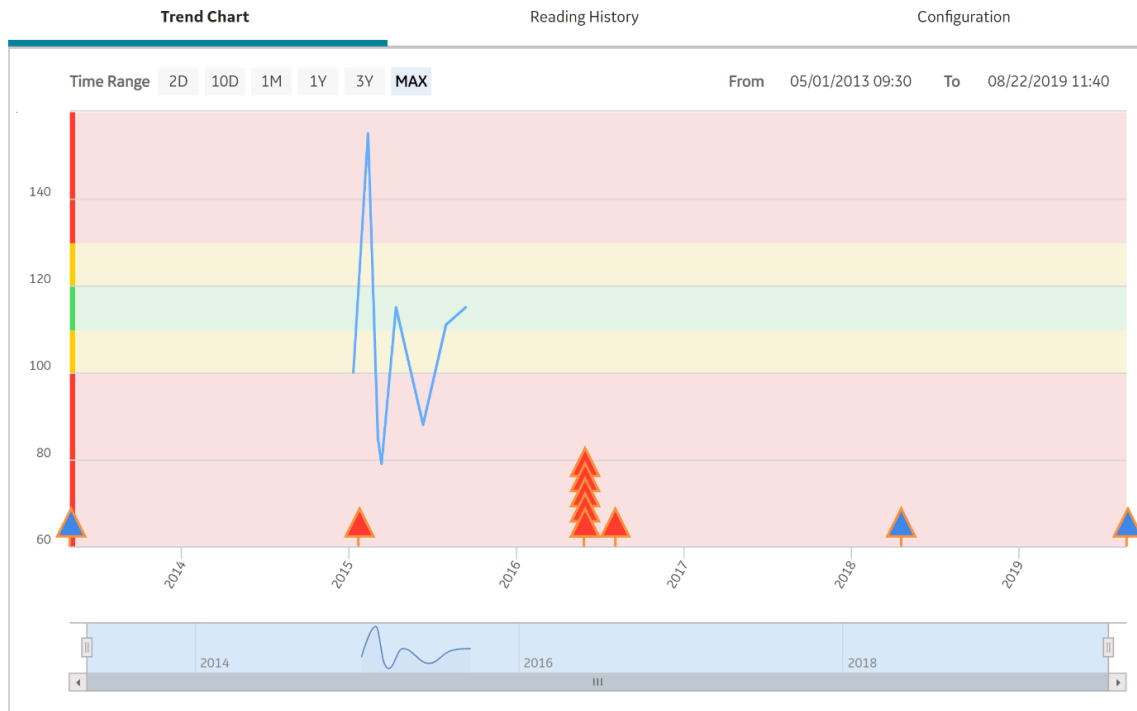 Trend Chart Reading History Configuration
Time Range 2D 10D 1M 1Y 3Y MAX From 05/01/2013 09:30 To 08/22/2019 11:40
140
120
100
80
60
2014 2015 2016 2017 2018 2019
2014 2016 2018